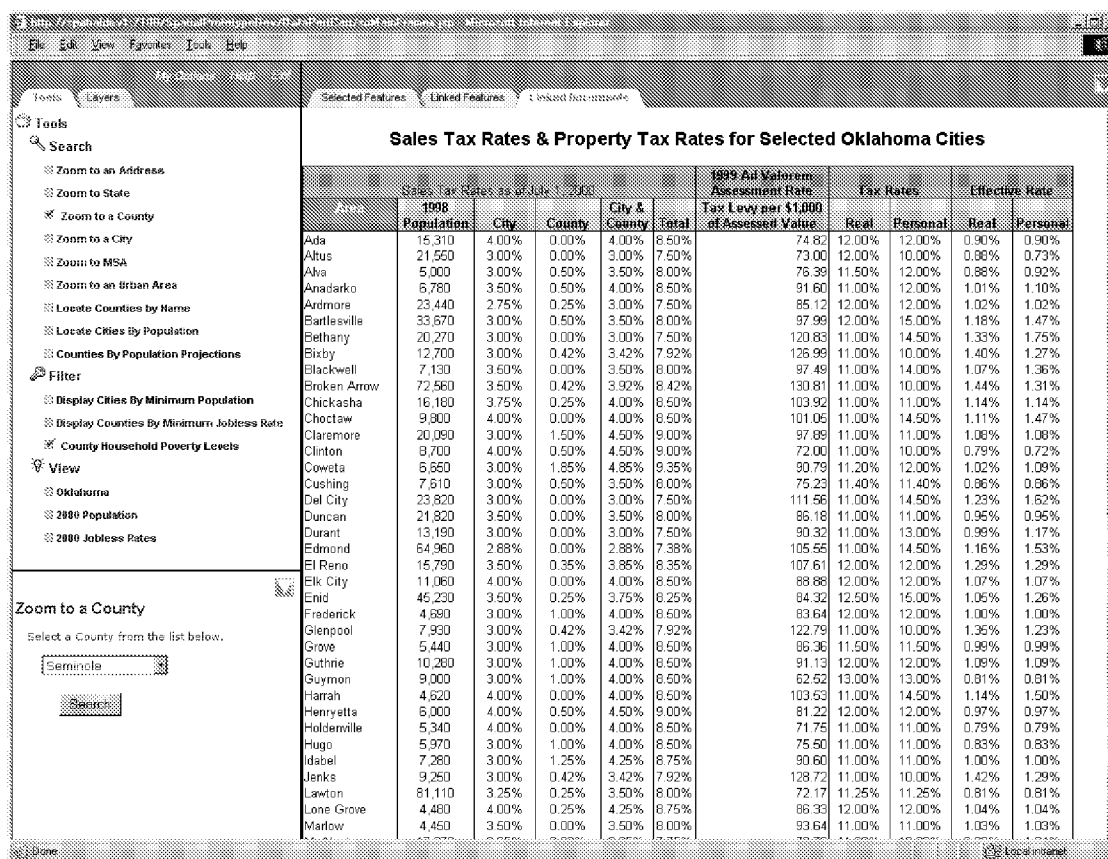 Microsoft Internet Explorer
File Edit View Favorites Tools Help
My Options Help Exit
Tools Layers
Selected Features Linked Features Linked Documents
Tools
Search
Zoom to an Address
Zoom to State
Zoom to a County
Zoom to a City
Zoom to MSA
Zoom to an Urban Area
Locate Counties by Name
Locate Cities By Population
Counties By Population Projections
Filter
Display Cities By Minimum Population
Display Counties By Minimum Jobless Rate
County Household Poverty Levels
View
Oklahoma
2000 Population
2000 Jobless Rates
Zoom to a County
Select a County from the list below.
Seminole
Search
Sales Tax Rates & Property Tax Rates for Selected Oklahoma Cities
Sales Tax Rates as of July 1, 2000 1999 Ad Valorem Assessment Rate Tax Rates Effective Rate
Area 1998 Population City County City & County Total Tax Levy per $1,000 of Assessed Value Real Personal Real Personal
Ada 15,310 4.00% 0.00% 4.00% 8.50% 74.82 12.00% 12.00% 0.90% 0.90%
Altus 21,550 3.00% 0.00% 3.00% 7.50% 73.00 12.00% 10.00% 0.88% 0.73%
Alva 5,000 3.00% 0.50% 3.50% 8.00% 76.39 11.50% 12.00% 0.88% 0.92%
Anadarko 6,780 3.50% 0.50% 4.00% 8.50% 91.60 11.00% 12.00% 1.01% 1.10%
Ardmore 23,440 2.75% 0.25% 3.00% 7.50% 85.12 12.00% 12.00% 1.02% 1.02%
Bartlesville 33,670 3.00% 0.50% 3.50% 8.00% 97.99 12.00% 15.00% 1.18% 1.47%
Bethany 20,270 3.00% 0.00% 3.00% 7.50% 120.83 11.00% 14.50% 1.33% 1.75%
Bixby 12,700 3.00% 0.42% 3.42% 7.92% 126.99 11.00% 10.00% 1.40% 1.27%
Blackwell 7,130 3.50% 0.00% 3.50% 8.00% 97.49 11.00% 14.00% 1.07% 1.36%
Broken Arrow 72,560 3.50% 0.42% 3.92% 8.42% 130.81 11.00% 10.00% 1.44% 1.31%
Chickasha 16,180 3.75% 0.25% 4.00% 8.50% 103.92 11.00% 11.00% 1.14% 1.14%
Choctaw 9,800 4.00% 0.00% 4.00% 8.50% 101.05 11.00% 14.50% 1.11% 1.47%
Claremore 20,090 3.00% 1.50% 4.50% 9.00% 97.89 11.00% 11.00% 1.08% 1.08%
Clinton 8,700 4.00% 0.50% 4.50% 9.00% 72.00 11.00% 10.00% 0.79% 0.72%
Coweta 6,650 3.00% 1.85% 4.85% 9.35% 90.79 11.20% 12.00% 1.02% 1.09%
Cushing 7,610 3.00% 0.50% 3.50% 8.00% 75.23 11.40% 11.40% 0.86% 0.86%
Del City 23,820 3.00% 0.00% 3.00% 7.50% 111.56 11.00% 14.50% 1.23% 1.62%
Duncan 21,820 3.50% 0.00% 3.50% 8.00% 86.18 11.00% 11.00% 0.95% 0.95%
Durant 13,190 3.00% 0.00% 3.00% 7.50% 90.32 11.00% 13.00% 0.99% 1.17%
Edmond 64,960 2.88% 0.00% 2.88% 7.38% 105.55 11.00% 14.50% 1.16% 1.53%
El Reno 15,790 3.50% 0.35% 3.85% 8.35% 107.61 12.00% 12.00% 1.29% 1.29%
Elk City 11,060 4.00% 0.00% 4.00% 8.50% 88.88 12.00% 12.00% 1.07% 1.07%
Enid 45,230 3.50% 0.25% 3.75% 8.25% 84.32 12.50% 15.00% 1.05% 1.26%
Frederick 4,690 3.00% 1.00% 4.00% 8.50% 83.64 12.00% 12.00% 1.00% 1.00%
Glenpool 7,930 3.00% 0.42% 3.42% 7.92% 122.79 11.00% 10.00% 1.35% 1.23%
Grove 5,440 3.00% 1.00% 4.00% 8.50% 86.36 11.50% 11.50% 0.99% 0.99%
Guthrie 10,280 3.00% 1.00% 4.00% 8.50% 91.13 12.00% 12.00% 1.09% 1.09%
Guymon 9,000 3.00% 1.00% 4.00% 8.50% 62.52 13.00% 13.00% 0.81% 0.81%
Harrah 4,620 4.00% 0.00% 4.00% 8.50% 103.53 11.00% 14.50% 1.14% 1.50%
Henryetta 6,000 4.00% 0.50% 4.50% 9.00% 81.22 12.00% 12.00% 0.97% 0.97%
Holdenville 5,340 4.00% 0.00% 4.00% 8.50% 71.75 11.00% 11.00% 0.79% 0.79%
Hugo 5,970 3.00% 1.00% 4.00% 8.50% 75.50 11.00% 11.00% 0.83% 0.83%
Idabel 7,280 3.00% 1.25% 4.25% 8.75% 90.60 11.00% 11.00% 1.00% 1.00%
Jenks 9,250 3.00% 0.42% 3.42% 7.92% 128.72 11.00% 10.00% 1.42% 1.29%
Lawton 81,110 3.25% 0.25% 3.50% 8.00% 72.17 11.25% 11.25% 0.81% 0.81%
Lone Grove 4,480 4.00% 0.25% 4.25% 8.75% 86.33 12.00% 12.00% 1.04% 1.04%
Marlow 4,450 3.50% 0.00% 3.50% 8.00% 93.64 11.00% 11.00% 1.03% 1.03%
Done Local intranet